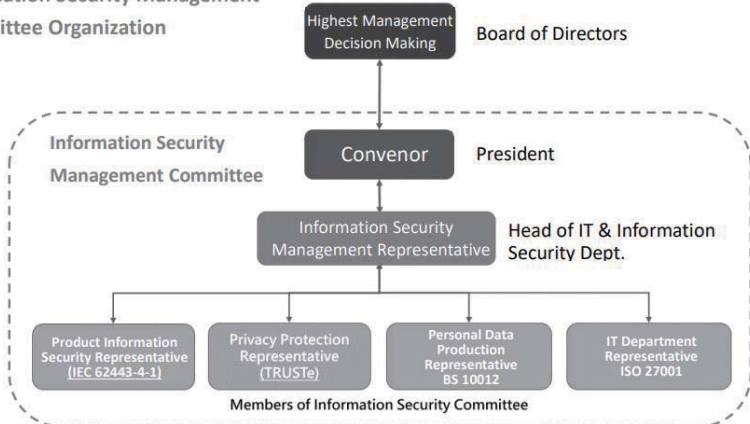 Management
Committee Organization
Highest Management
Decision Making
Board of Directors
Information Security
Management Committee
Convenor
President
Information Security
Management Representative
Head of IT & Information
Security Dept.
Product Information
Security Representative
(IEC 62443-4-1)
Privacy Protection
Representative
(TRUSTe)
Personal Data
Production
Representative
BS 10012
IT Department
Representative
ISO 27001
Members of Information Security Committee